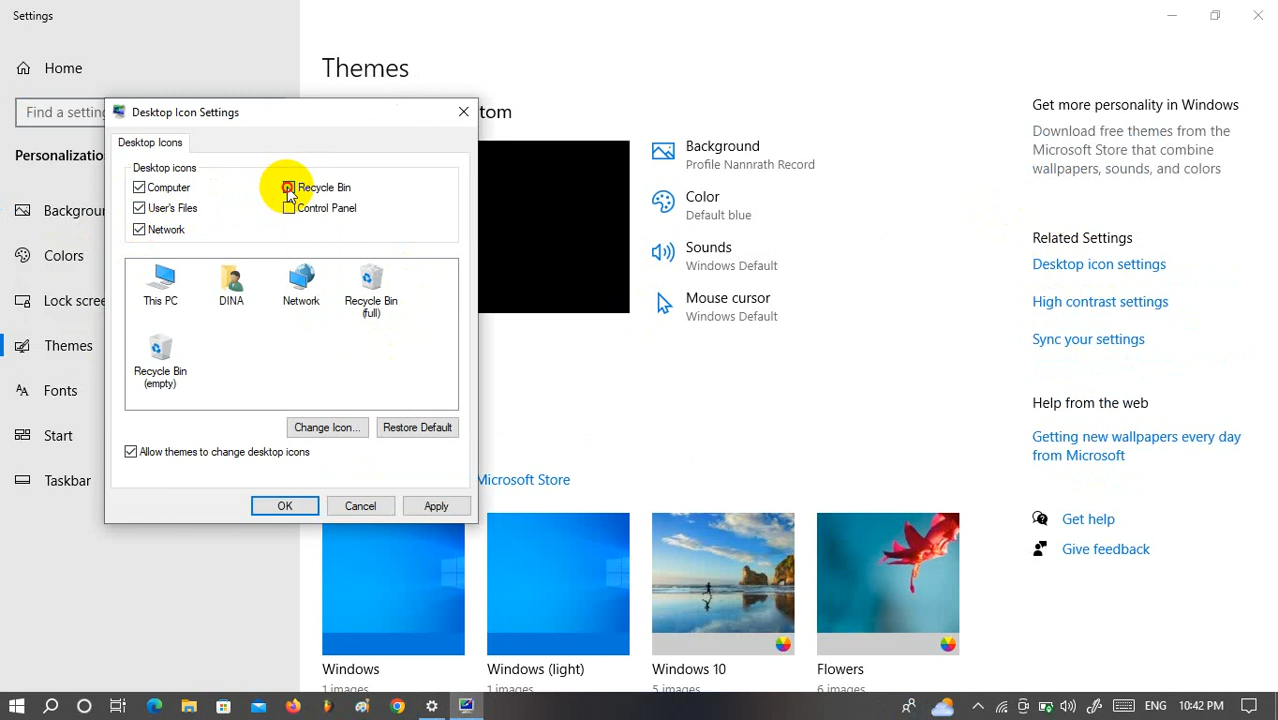 Settings
Home
Find a setting
Personalizatio
Backgroun
Colors
Lock scree
Themes
Fonts
Start
Taskbar
Themes
tom
Desktop Icon Settings
Desktop Icons
Desktop icons
Computer
Recycle Bin
User's Files
Control Panel
Network
This PC
DINA
Network
Recycle Bin
(full)
Recycle Bin
(empty)
Change Icon...
Restore Default
Allow themes to change desktop icons
OK
Cancel
Apply
Background
Profile Nannrath Record
Color
Default blue
Sounds
Windows Default
Mouse cursor
Windows Default
Microsoft Store
Windows
1 images
Windows (light)
1 images
Windows 10
5 images
Flowers
6 images
Get more personality in Windows
Download free themes from the
Microsoft Store that combine
wallpapers, sounds, and colors
Related Settings
Desktop icon settings
High contrast settings
Sync your settings
Help from the web
Getting new wallpapers every day
from Microsoft
Get help
Give feedback
ENG
10:42 PM